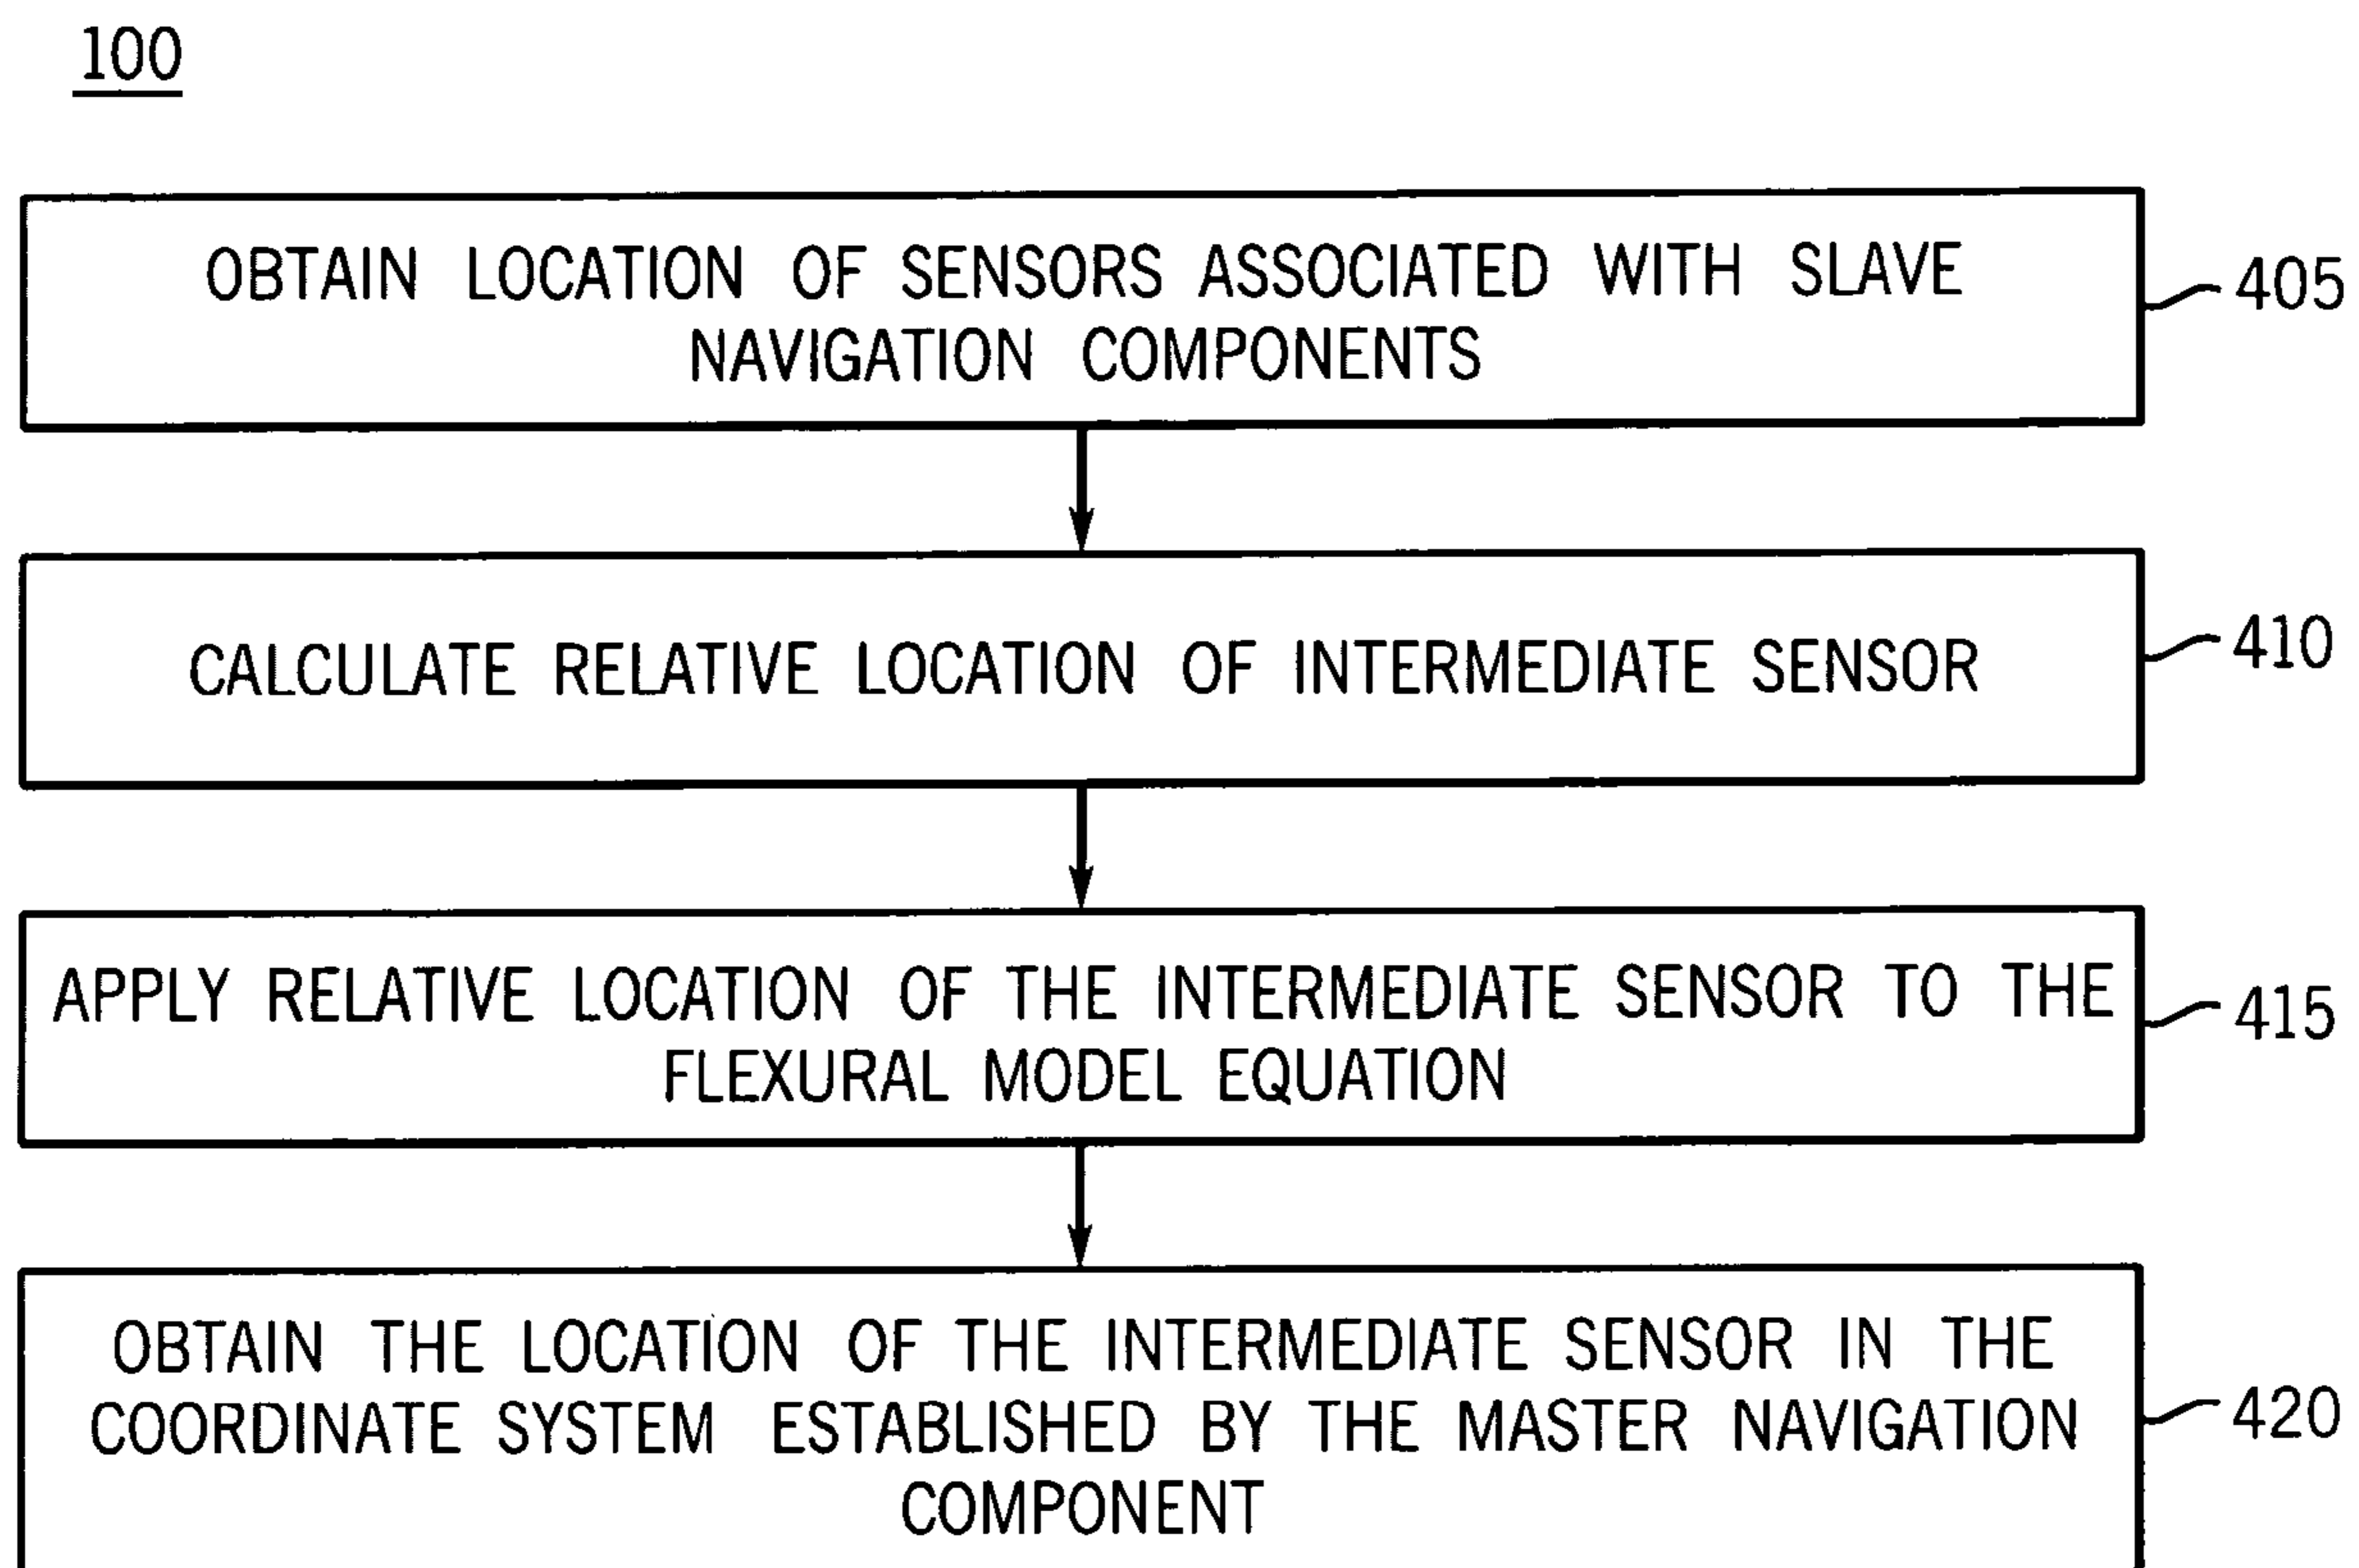 100
OBTAIN LOCATION OF SENSORS ASSOCIATED WITH SLAVE
NAVIGATION COMPONENTS
405
CALCULATE RELATIVE LOCATION OF INTERMEDIATE SENSOR
410
APPLY RELATIVE LOCATION OF THE INTERMEDIATE SENSOR TO THE
FLEXURAL MODEL EQUATION
415
OBTAIN THE LOCATION OF THE INTERMEDIATE SENSOR IN THE
COORDINATE SYSTEM ESTABLISHED BY THE MASTER NAVIGATION
COMPONENT
420